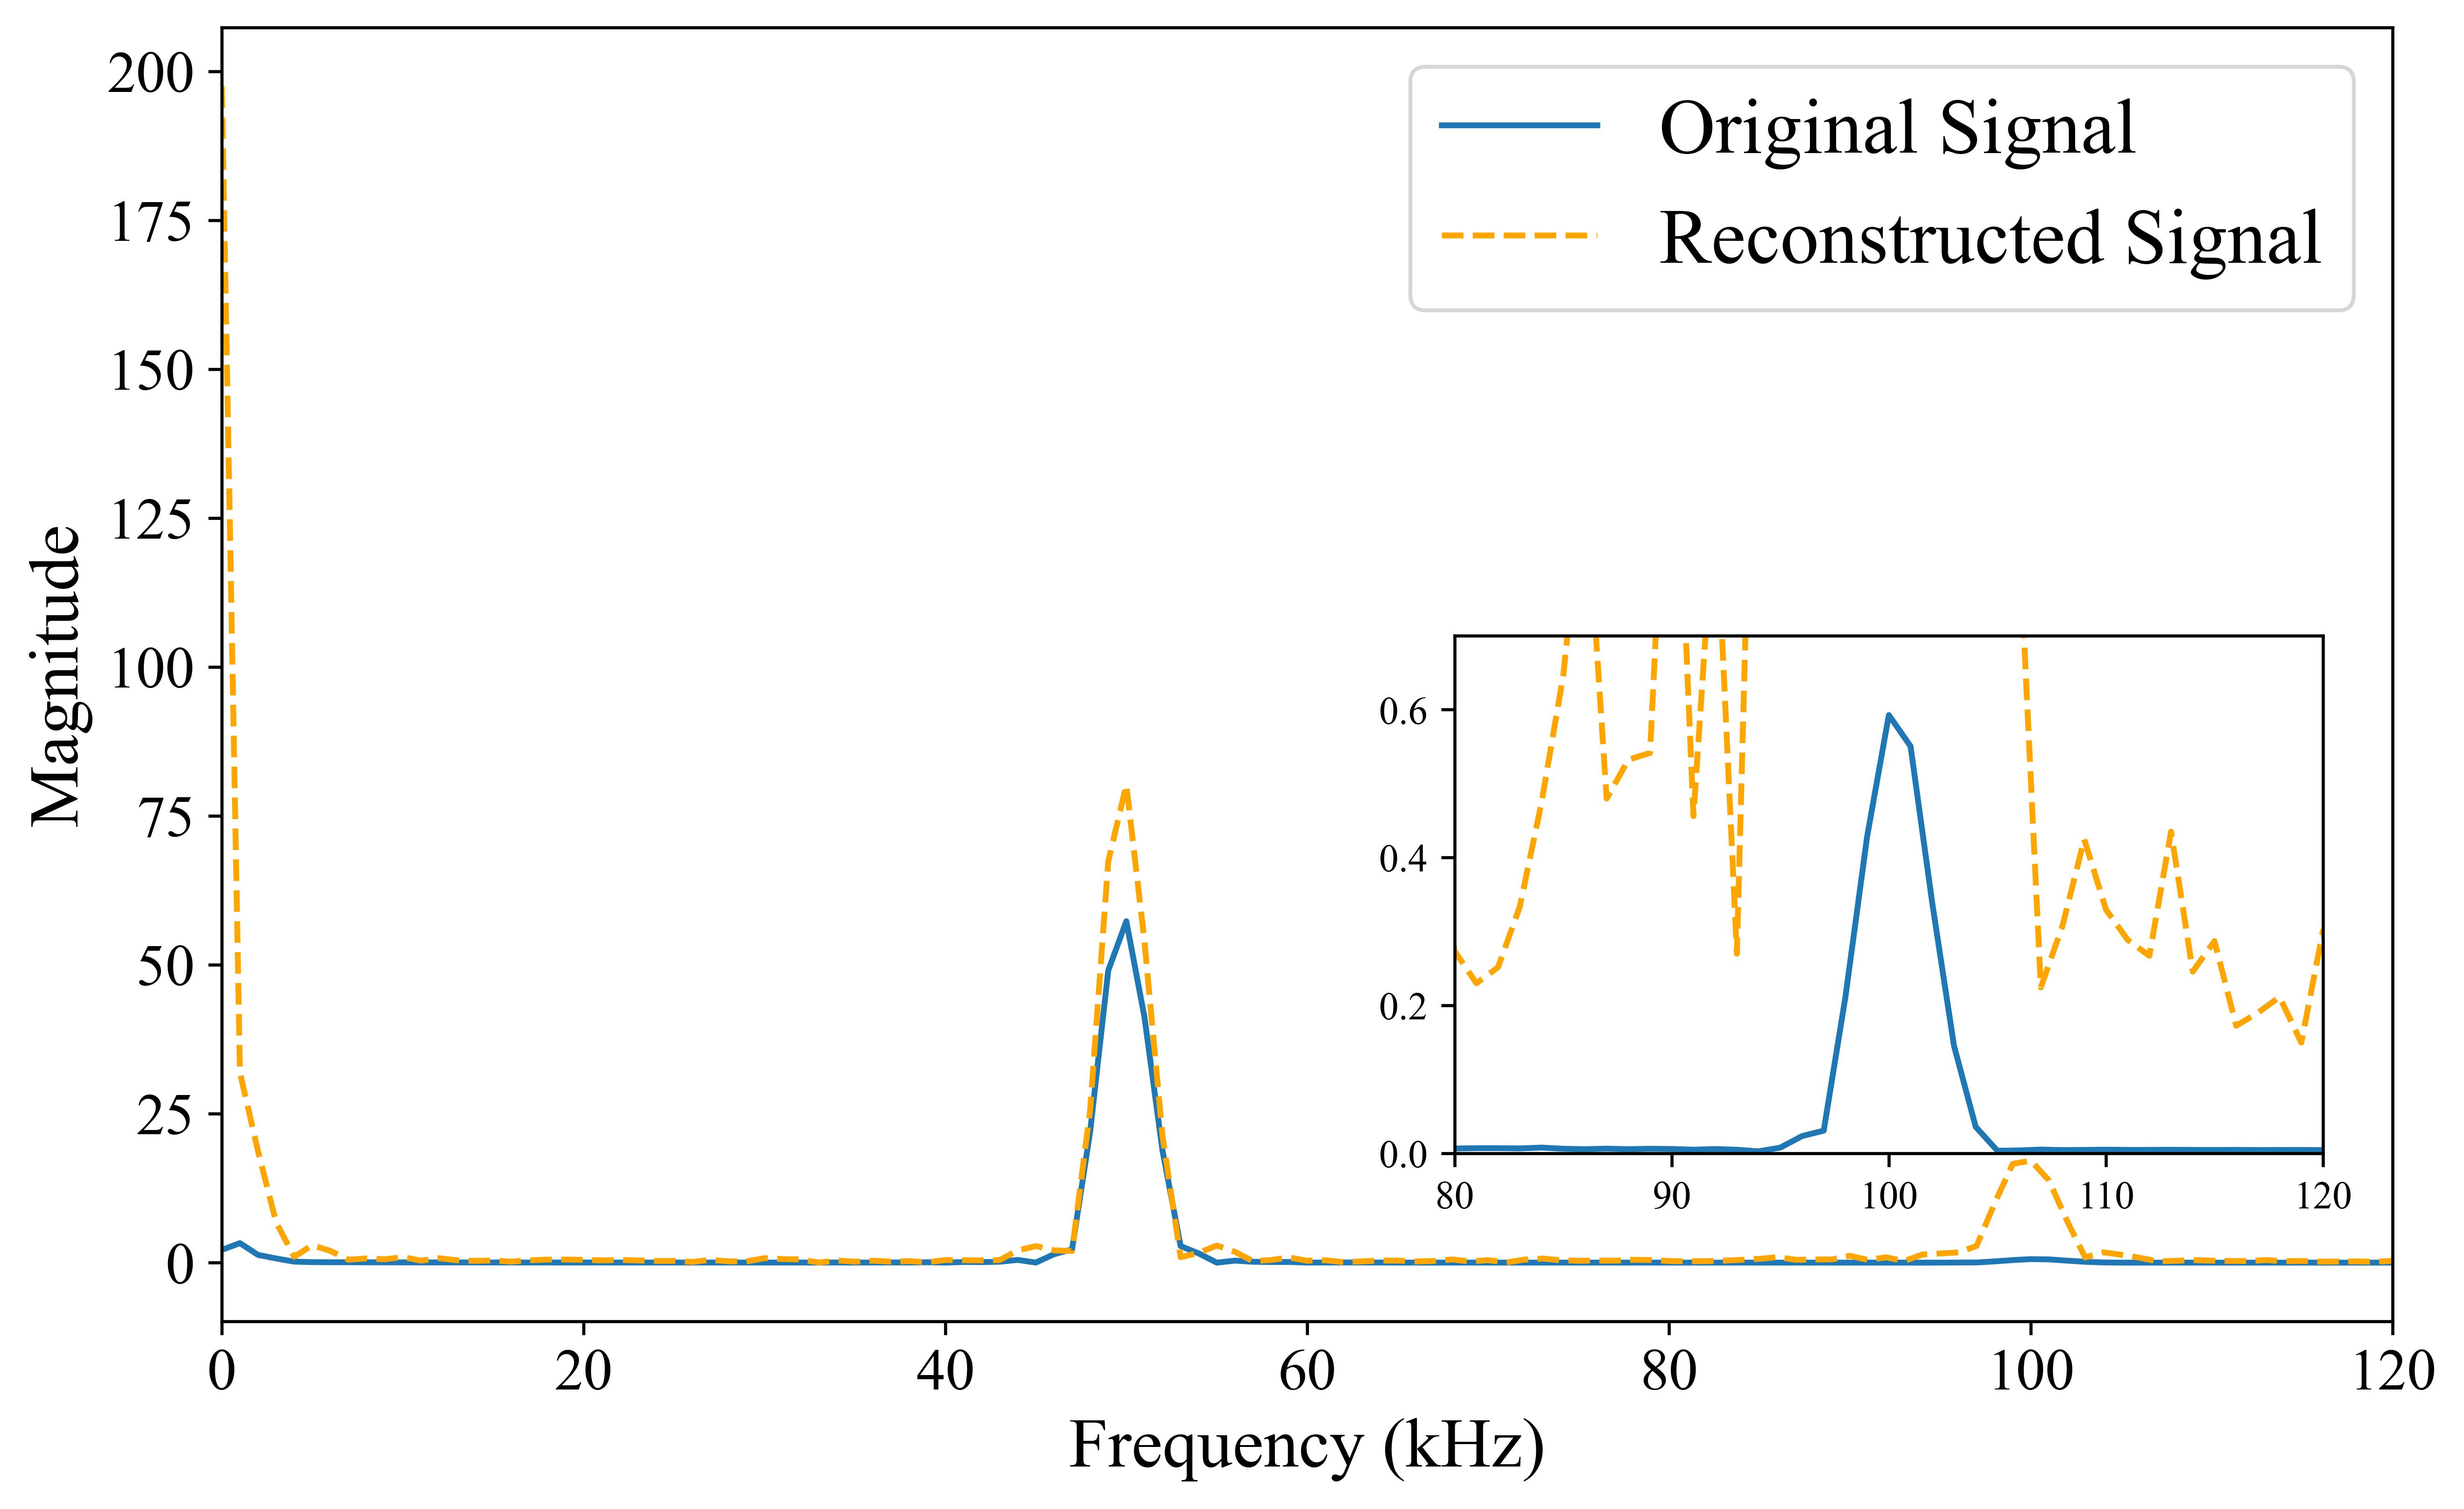 200
175
150
125
100
75
50
25
0
Magnitude
Original Signal
Reconstructed Signal
0.6
0.4
0.2
0.0
80 90 100 110 120
0 20 40 60 80 100 120
Frequency (kHz)